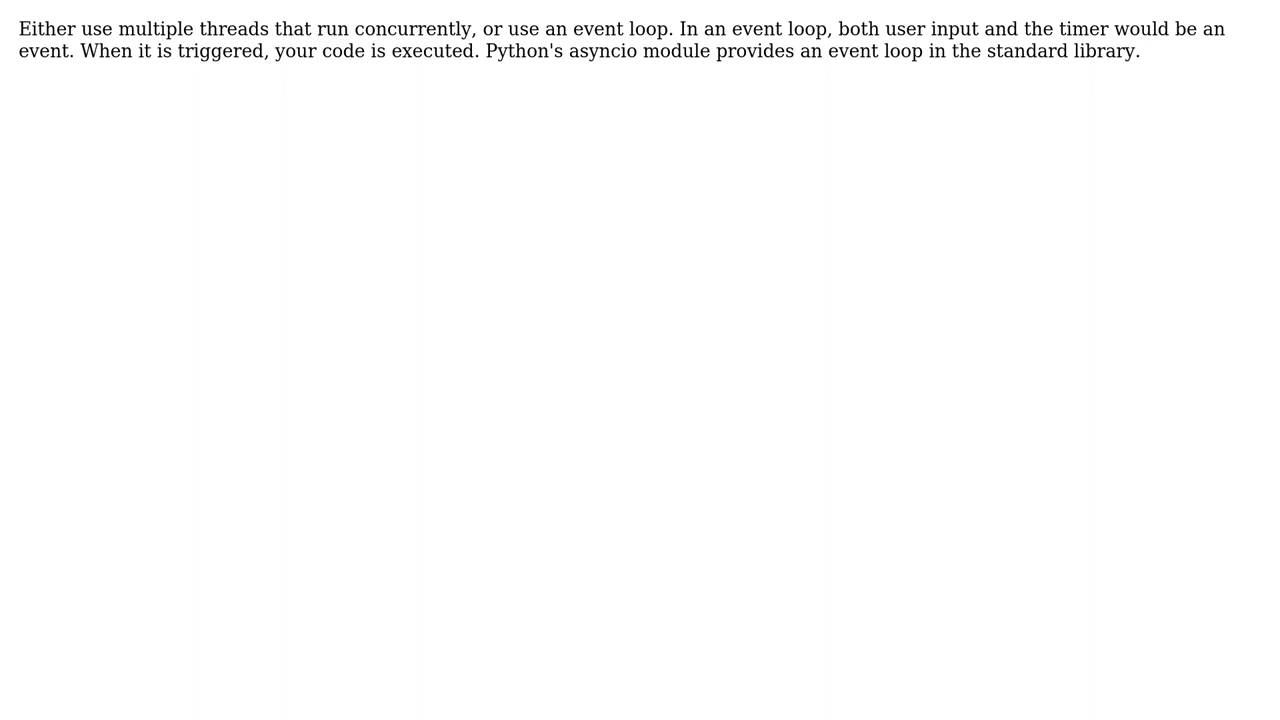 Either use multiple threads that run concurrently, or use an event loop. In an event loop, both user input and the timer would be an
event. When it is triggered, your code is executed. Python's asyncio module provides an event loop in the standard library.